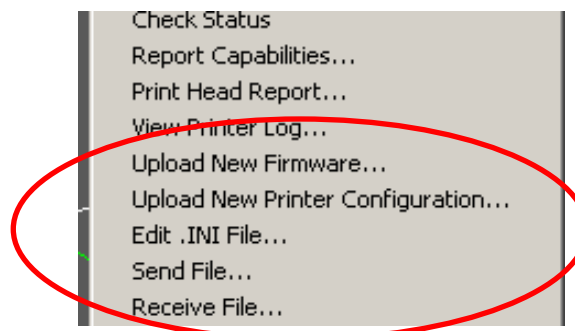 Check Status
Report Capabilities...
Print Head Report...
View Printer Log...
Upload New Firmware...
Upload New Printer Configuration...
Edit .INI File...
Send File...
Receive File...